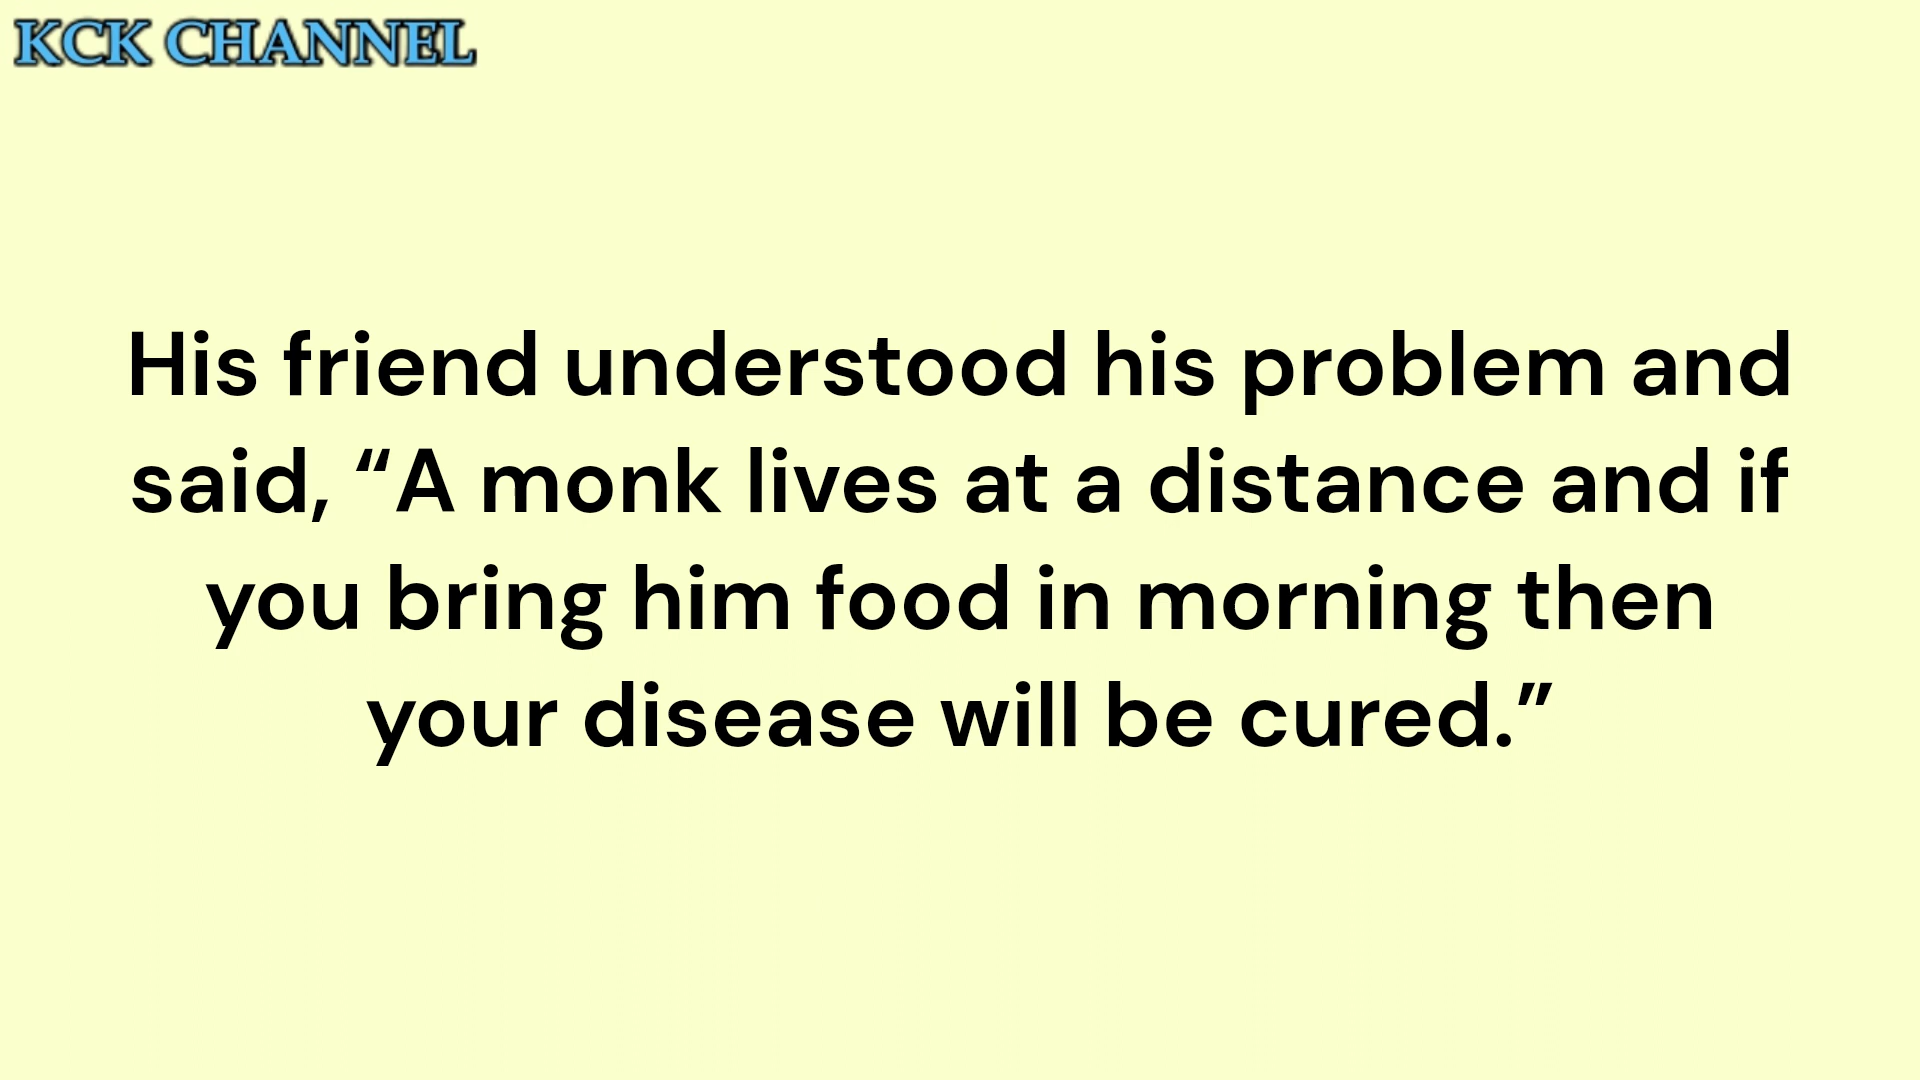 KCK CHANNEL
His friend understood his problem and
said, “A monk lives at a distance and if
you bring him food in morning then
your disease will be cured.”